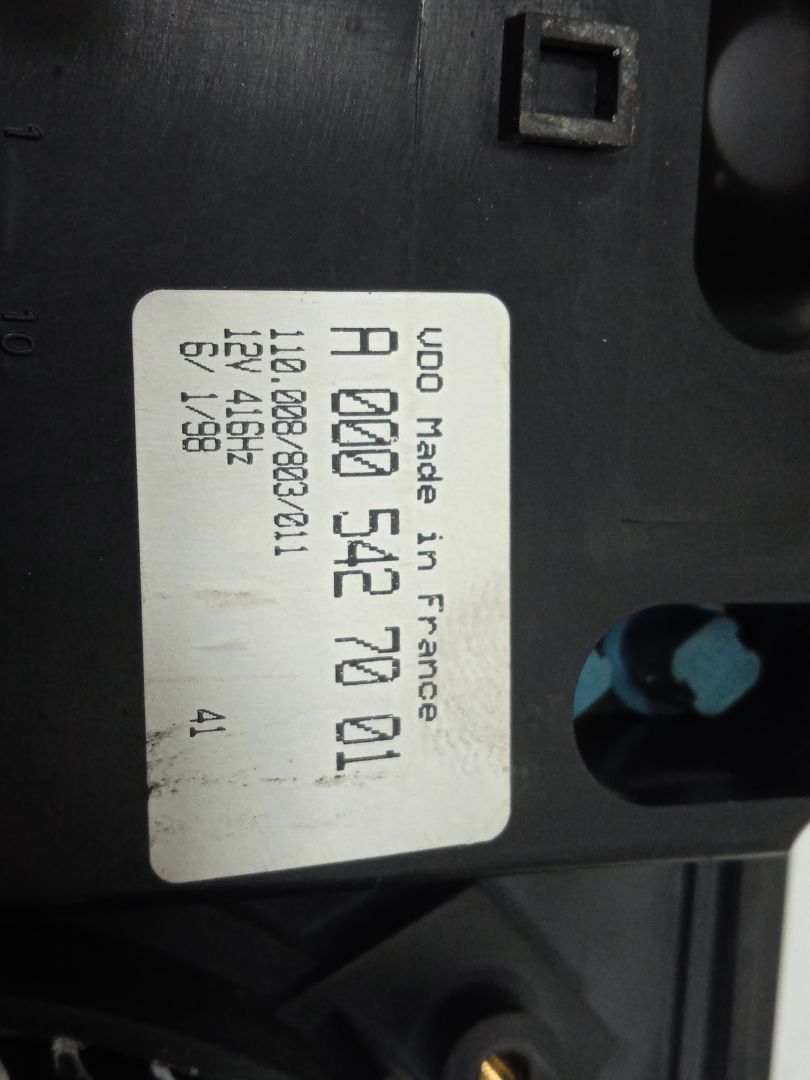 VDO Made in France
A 000 542 70 01
110.008/803/011
12V 416Hz
6/ 1/98
41
1
10